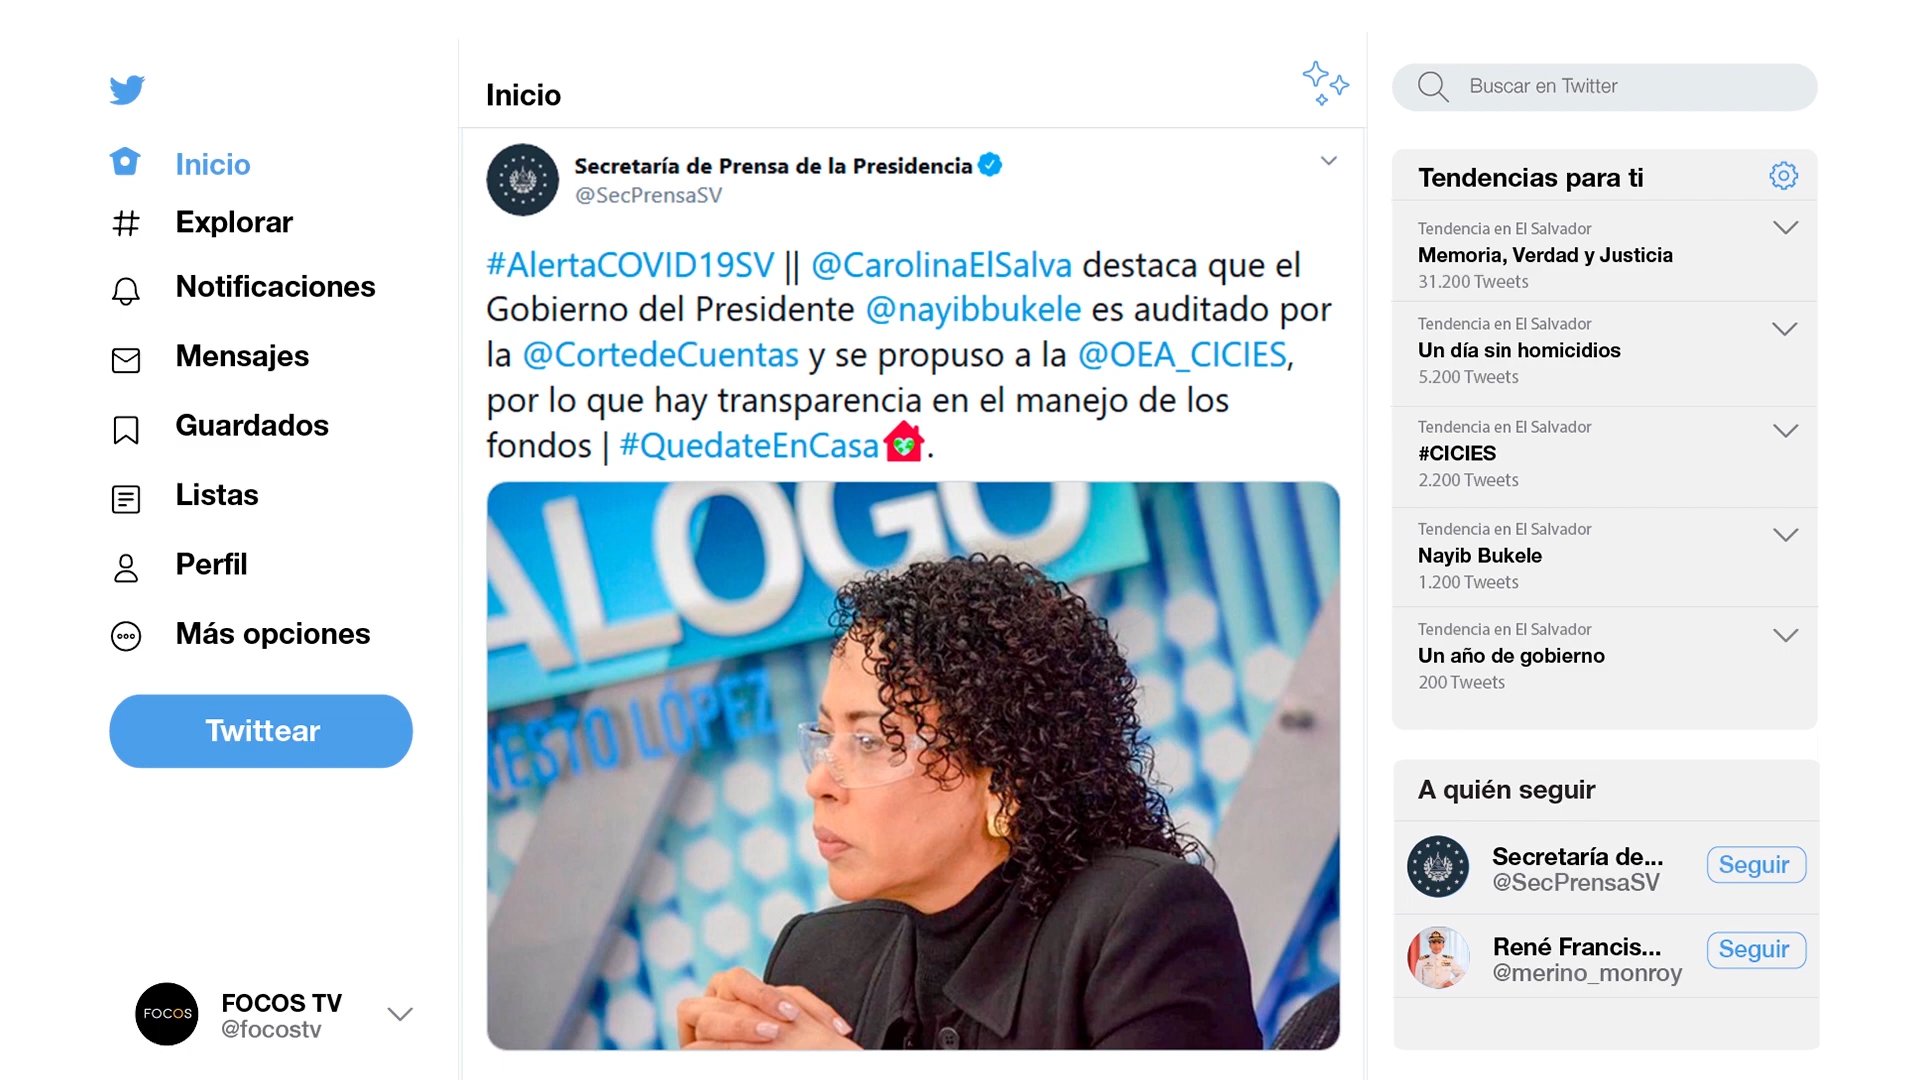 Inicio
Explorar
Notificaciones
Mensajes
Guardados
Listas
Perfil
Más opciones
Twittear
FOCOS
FOCOS TV
@focostv
Inicio
Secretaría de Prensa de la Presidencia
@SecPrensaSV
#AlertaCOVID19SV || @CarolinaElSalva destaca que el
Gobierno del Presidente @nayibbukele es auditado por
la @CortedeCuentas y se propuso a la @OEA_CICIES,
por lo que hay transparencia en el manejo de los
fondos | #QuedateEnCasa.
ALOGO
NESTO LÓPEZ
Buscar en Twitter
Tendencias para ti
Tendencia en El Salvador
Memoria, Verdad y Justicia
31.200 Tweets
Tendencia en El Salvador
Un día sin homicidios
5.200 Tweets
Tendencia en El Salvador
#CICIES
2.200 Tweets
Tendencia en El Salvador
Nayib Bukele
1.200 Tweets
Tendencia en El Salvador
Un año de gobierno
200 Tweets
A quién seguir
Secretaría de...
@SecPrensaSV
Seguir
René Francis...
@merino_monroy
Seguir